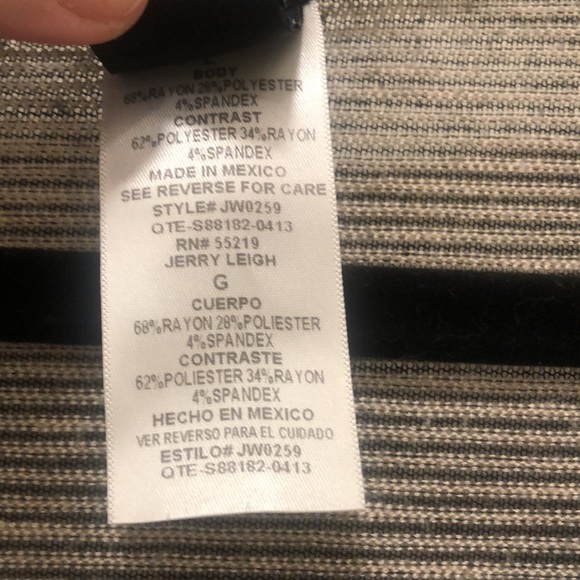 L
BODY
68%RAYON 28%POLYESTER
4%SPANDEX
CONTRAST
62%POLYESTER 34%RAYON
4%SPANDEX
MADE IN MEXICO
SEE REVERSE FOR CARE
STYLE# JW0259
QTE-S88182-0413
RN# 55219
JERRY LEIGH
G
CUERPO
68%RAYON 28%POLIESTER
4%SPANDEX
CONTRASTE
62%POLIESTER 34%RAYON
4%SPANDEX
HECHO EN MEXICO
VER REVERSO PARA EL CUIDADO
ESTILO# JW0259
QTE-S88182-0413